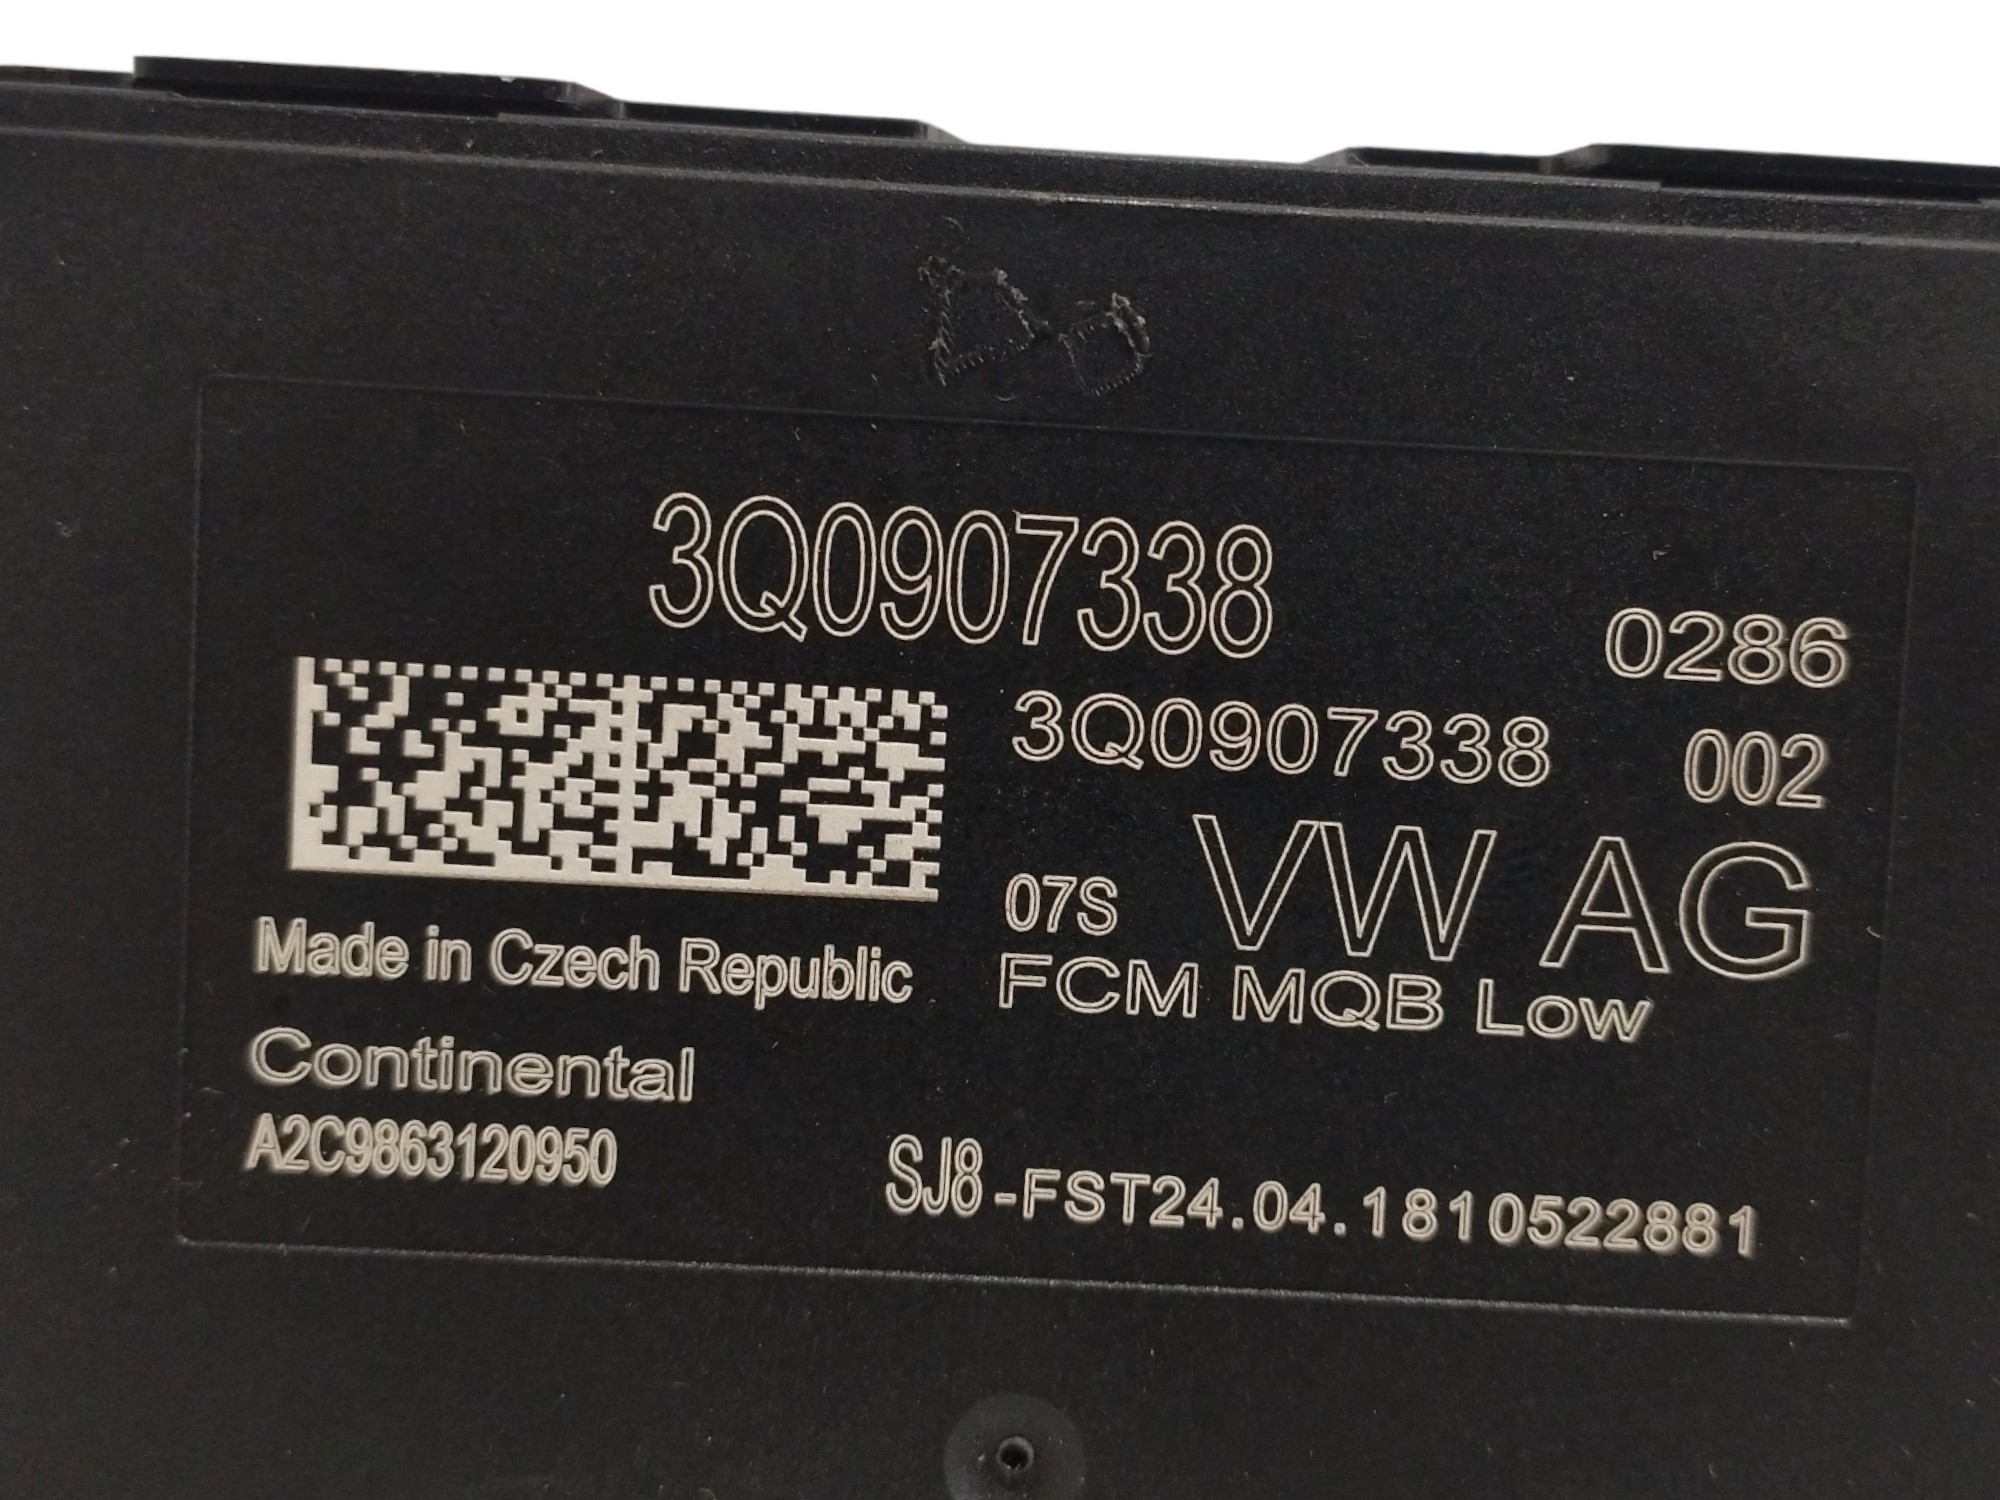 3Q0907338
0286
3Q0907338 002
07S VW AG
FCM MQB Low
Made in Czech Republic
Continental
A2C9863120950
SJ8-FST24.04.1810522881